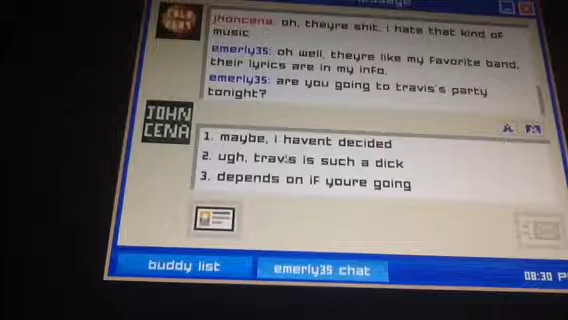 jhoncena: oh, theyre shit, i hate that kind of
music
emerly35: oh well, theyre like my favorite band,
their lyrics are in my info.
emerly35: are you going to travis's party
tonight?
JOHN
CENA
1. maybe, i havent decided
2. ugh, travis is such a dick
3. depends on if youre going
buddy list
emerly35 chat
08:30 P